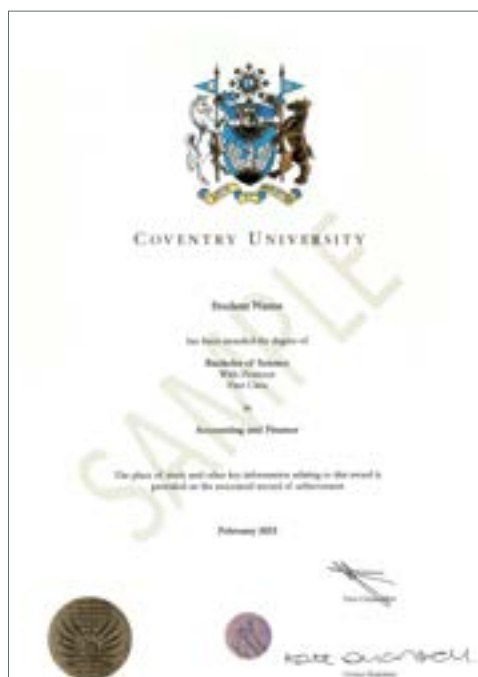 COVENTRY UNIVERSITY
SAMPLE
Student Name
has been awarded the degree of
Bachelor of Science
With Honours
First Class
in
Accounting and Finance
The place of study and other key information relating to this award is
provided on the associated record of achievement
February
Vice-Chancellor